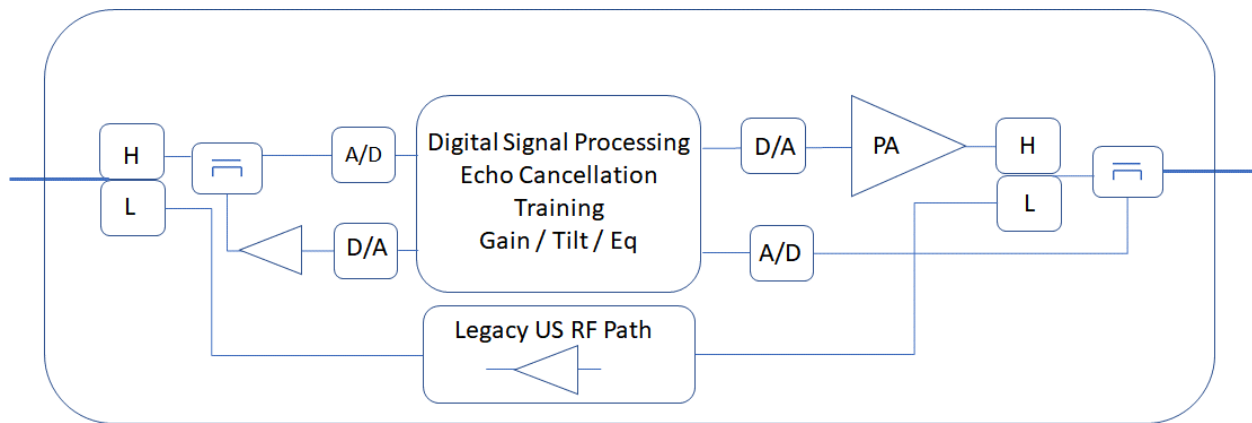 H
L
A/D
D/A
Digital Signal Processing
Echo Cancellation
Training
Gain / Tilt / Eq
D/A
A/D
PA
H
L
Legacy US RF Path